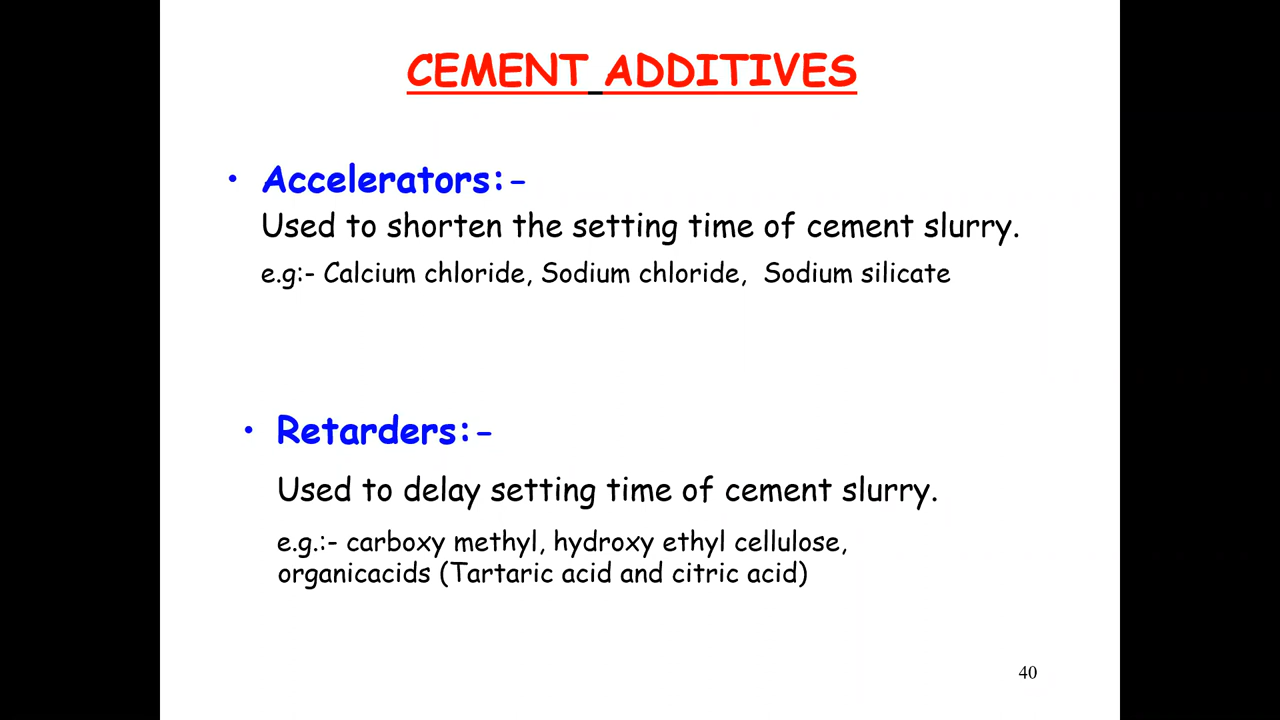 CEMENT ADDITIVES
• Accelerators:-
Used to shorten the setting time of cement slurry.
e.g:- Calcium chloride, Sodium chloride,  Sodium silicate
• Retarders:-
Used to delay setting time of cement slurry.
e.g.:- carboxy methyl, hydroxy ethyl cellulose,
organicacids (Tartaric acid and citric acid)
40